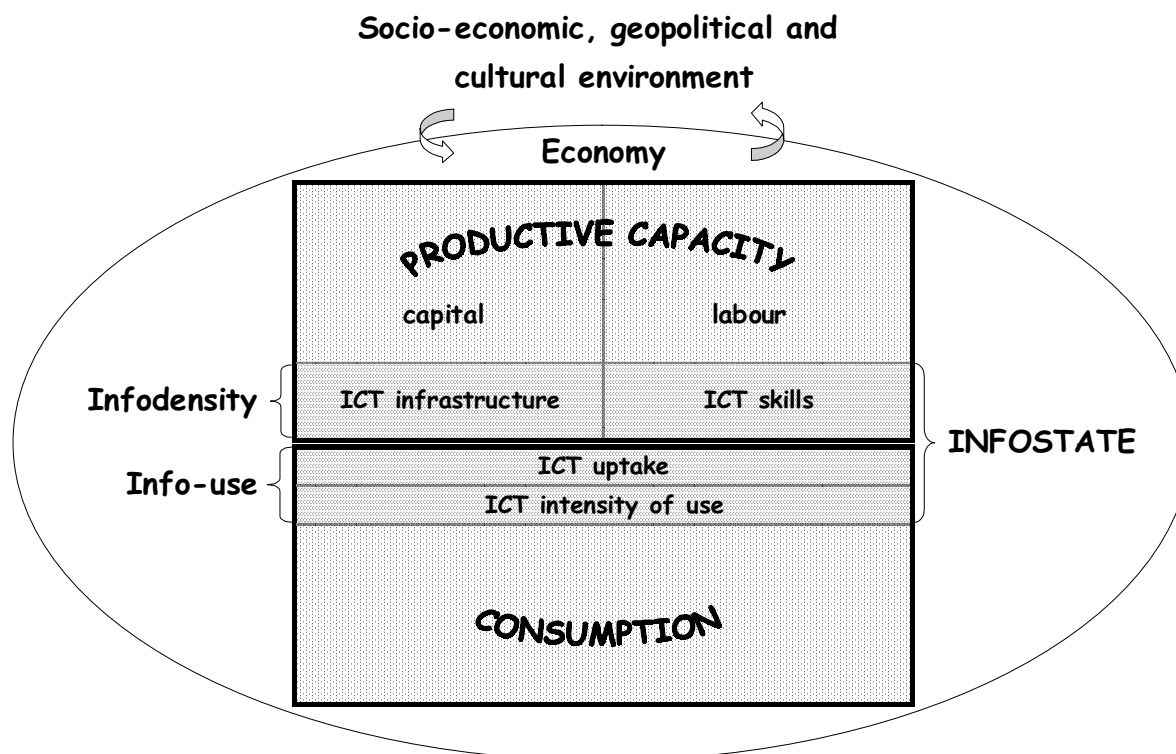 Socio-economic, geopolitical and
cultural environment
Economy
PRODUCTIVE CAPACITY
capital
labour
Infodensity
ICT infrastructure
ICT skills
INFOSTATE
Info-use
ICT uptake
ICT intensity of use
CONSUMPTION